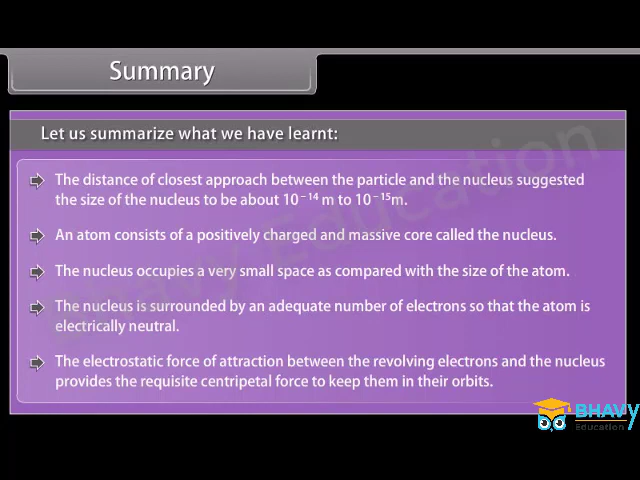 Summary
Let us summarize what we have learnt:
The distance of closest approach between the particle and the nucleus suggested
the size of the nucleus to be about 10⁻¹⁴ m to 10⁻¹⁵m.
An atom consists of a positively charged and massive core called the nucleus.
The nucleus occupies a very small space as compared with the size of the atom.
The nucleus is surrounded by an adequate number of electrons so that the atom is
electrically neutral.
The electrostatic force of attraction between the revolving electrons and the nucleus
provides the requisite centripetal force to keep them in their orbits.
Bhavy Education
BHAVY
Education